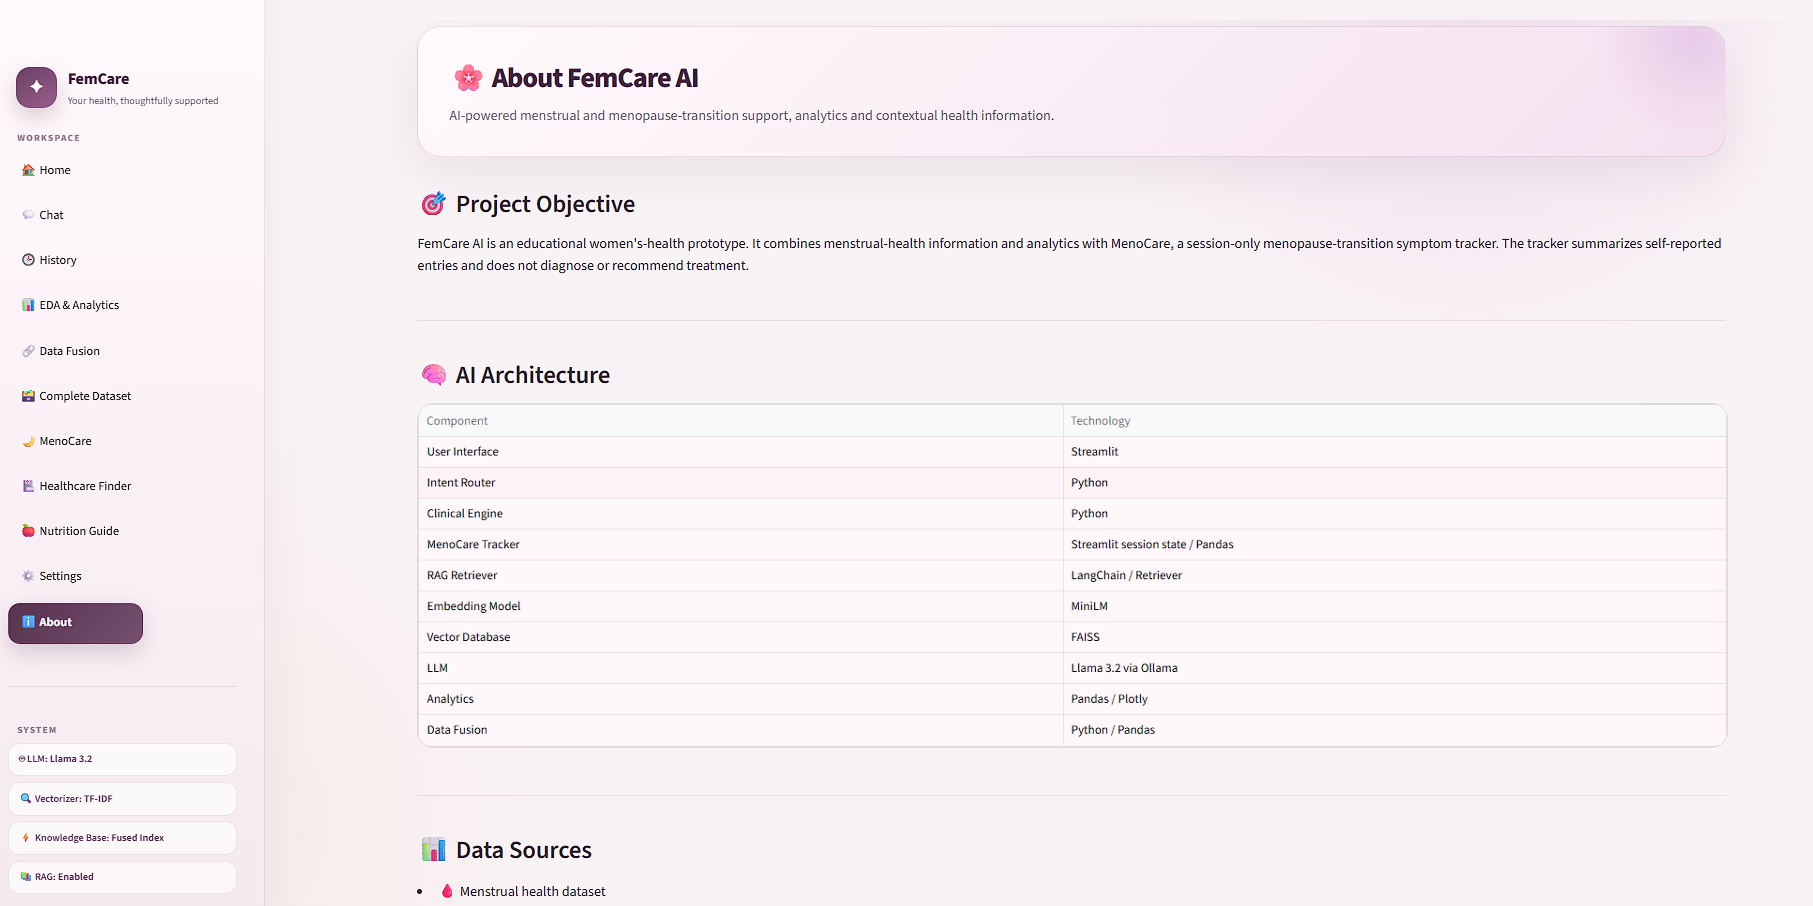 FemCare
Your health, thoughtfully supported
WORKSPACE
Home
Chat
History
EDA & Analytics
Data Fusion
Complete Dataset
MenoCare
Healthcare Finder
Nutrition Guide
Settings
About
SYSTEM
LLM: Llama 3.2
Vectorizer: TF-IDF
Knowledge Base: Fused Index
RAG: Enabled
About FemCare AI
AI-powered menstrual and menopause-transition support, analytics and contextual health information.
Project Objective
FemCare AI is an educational women's-health prototype. It combines menstrual-health information and analytics with MenoCare, a session-only menopause-transition symptom tracker. The tracker summarizes self-reported
entries and does not diagnose or recommend treatment.
AI Architecture
Component Technology
User Interface Streamlit
Intent Router Python
Clinical Engine Python
MenoCare Tracker Streamlit session state / Pandas
RAG Retriever LangChain / Retriever
Embedding Model MiniLM
Vector Database FAISS
LLM Llama 3.2 via Ollama
Analytics Pandas / Plotly
Data Fusion Python / Pandas
Data Sources
• Menstrual health dataset